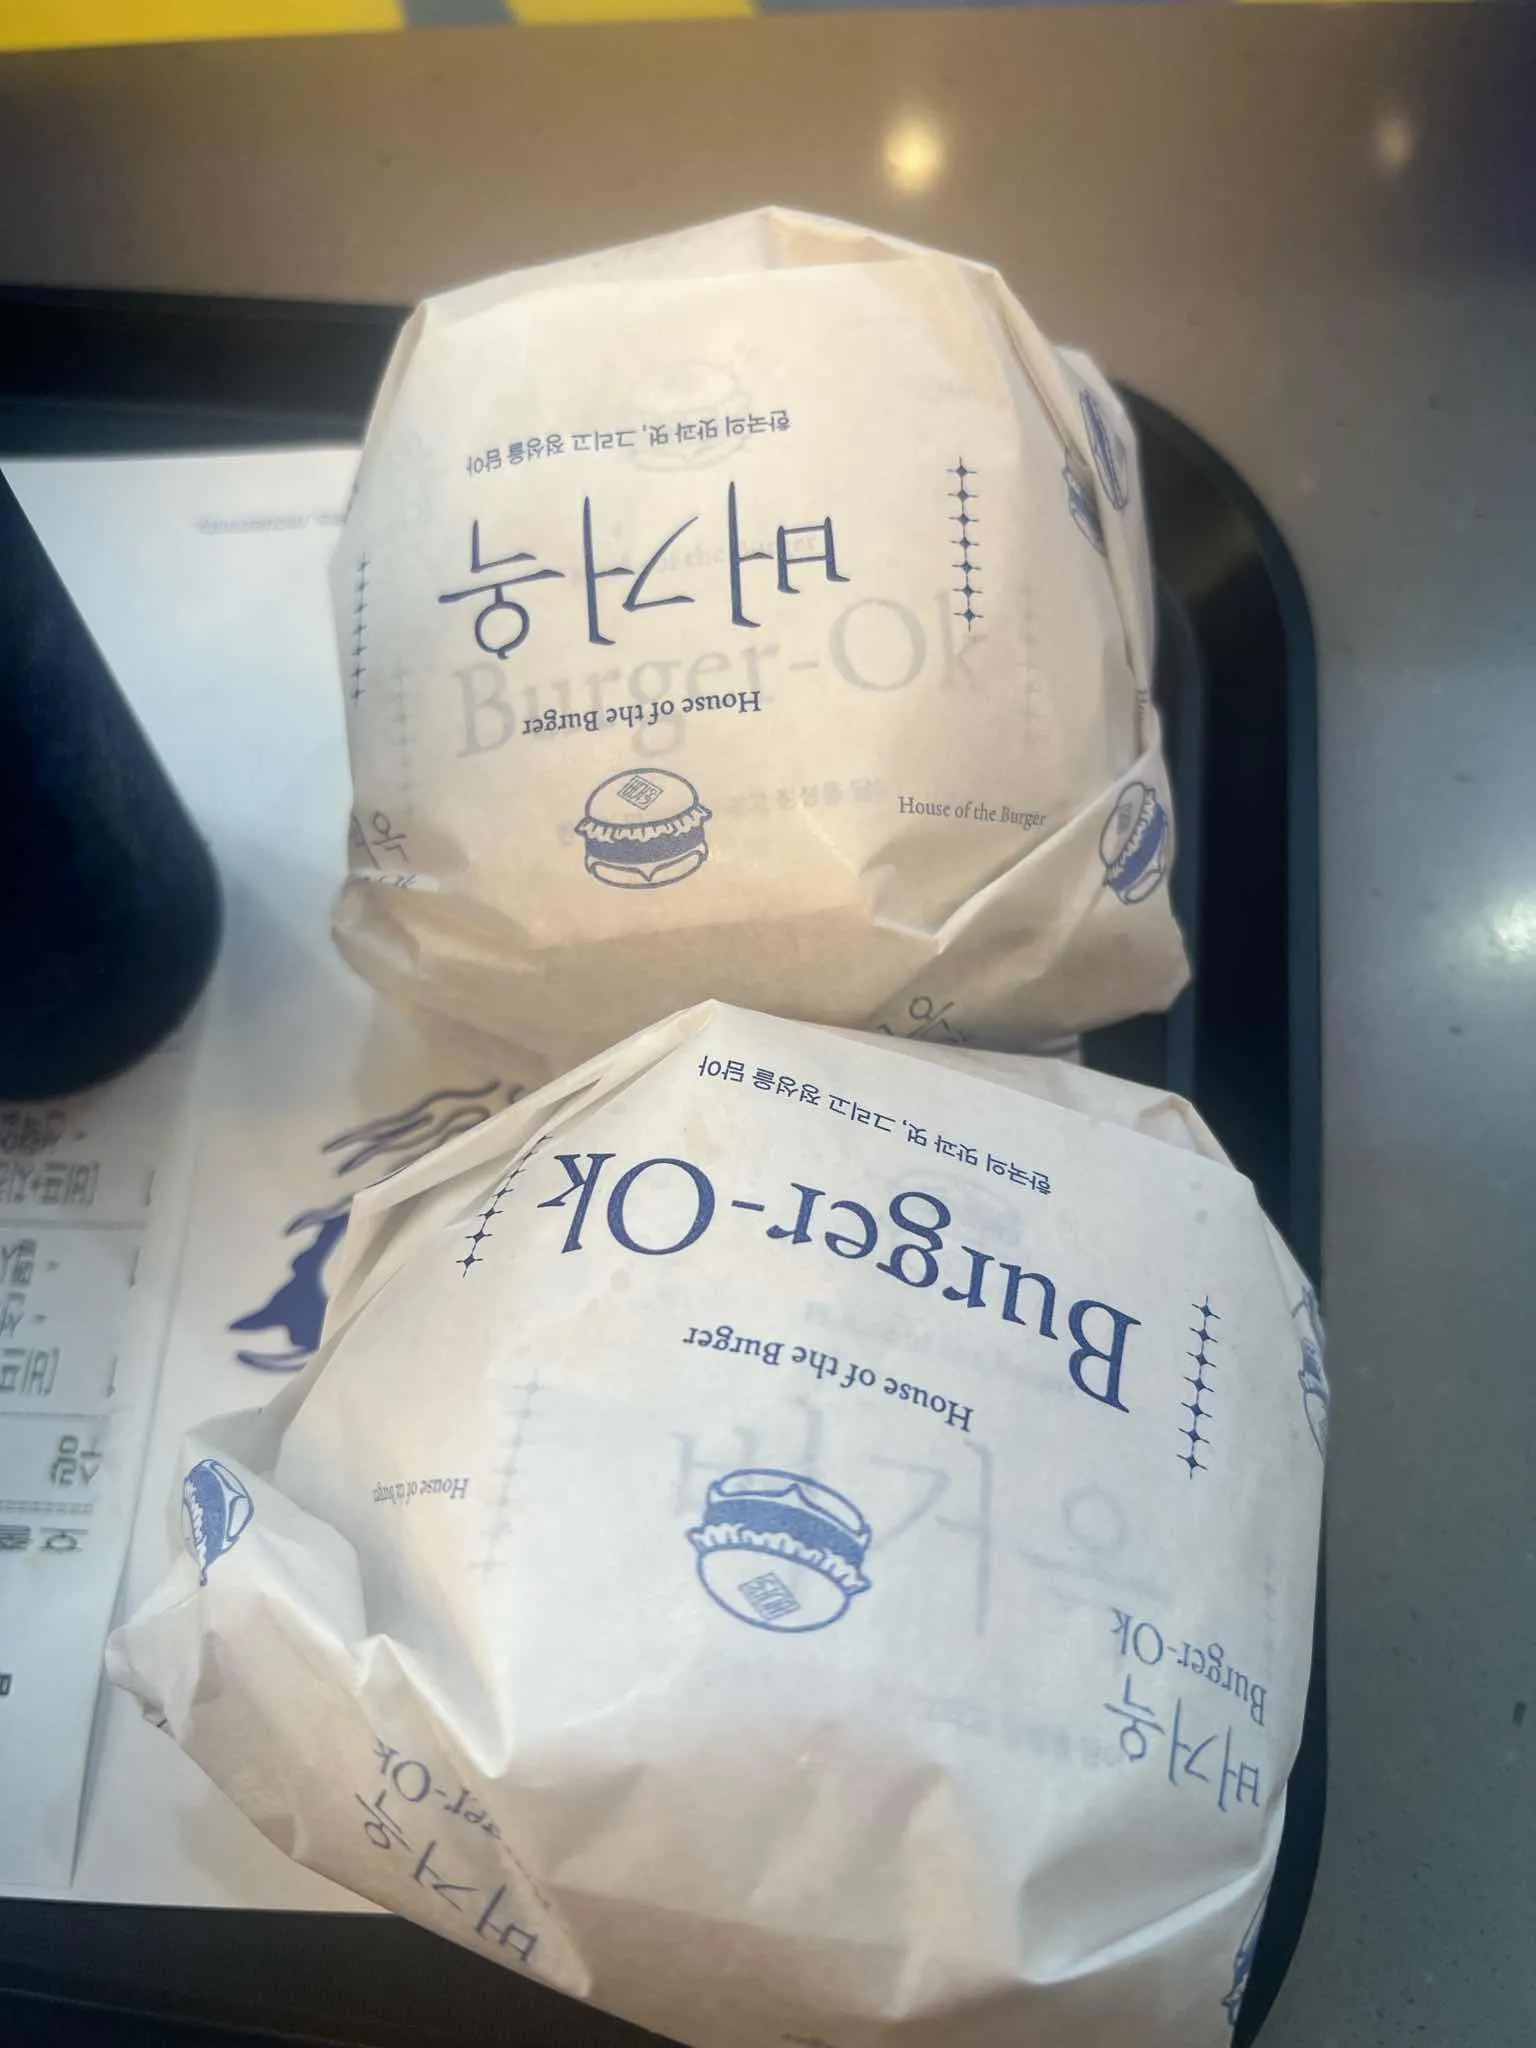 한국의 맛과 멋, 그리고 정성을 담아
버거옥
House of the Burger
House of the Burger
한국의 맛과 멋, 그리고 정성을 담아
Burger-Ok
House of the Burger
House of the Burger
버거옥
Burger-Ok
버거옥
Burger-Ok